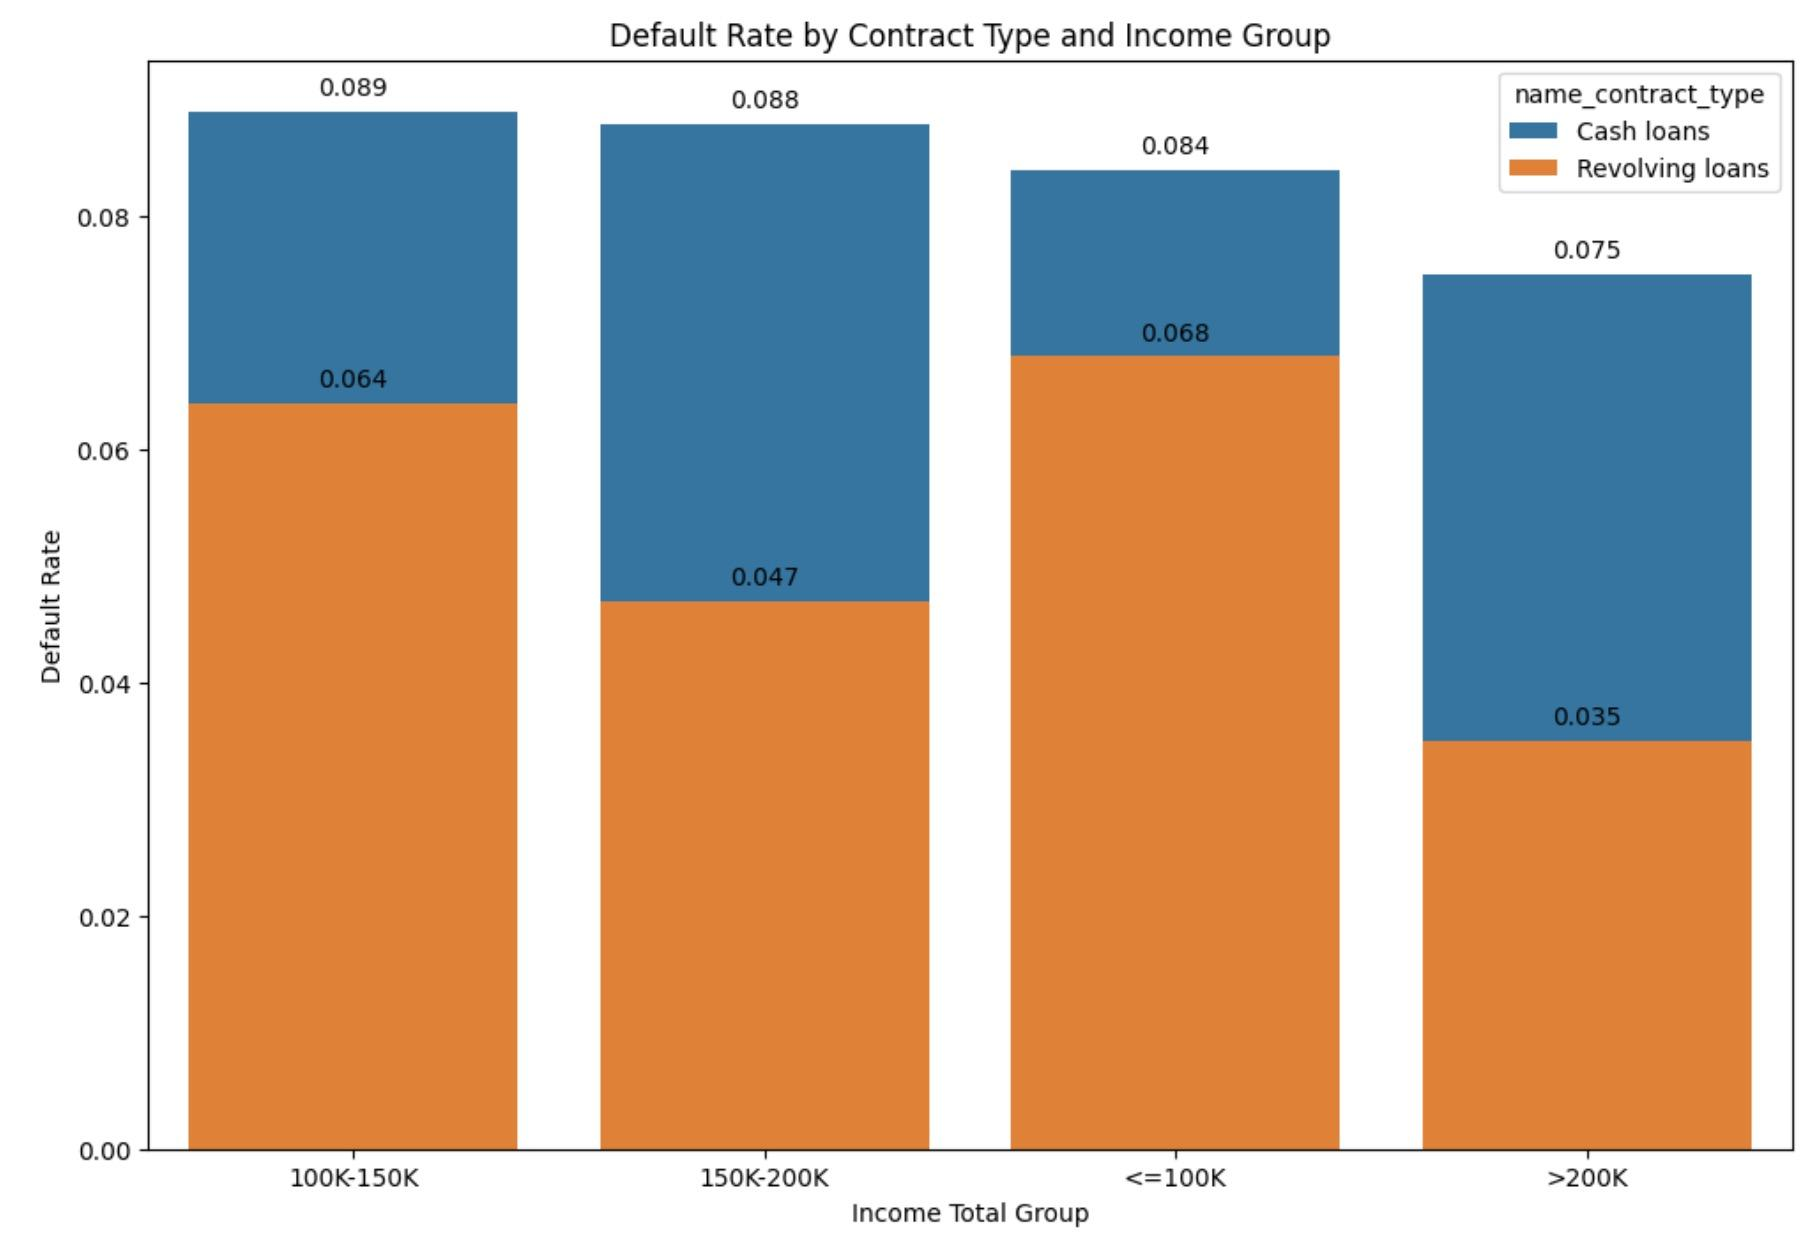 Default Rate by Contract Type and Income Group
name_contract_type
Cash loans
Revolving loans
0.089
0.088
0.084
0.075
0.064
0.047
0.068
0.035
Default Rate
0.08
0.06
0.04
0.02
0.00
100K-150K
150K-200K
<=100K
>200K
Income Total Group